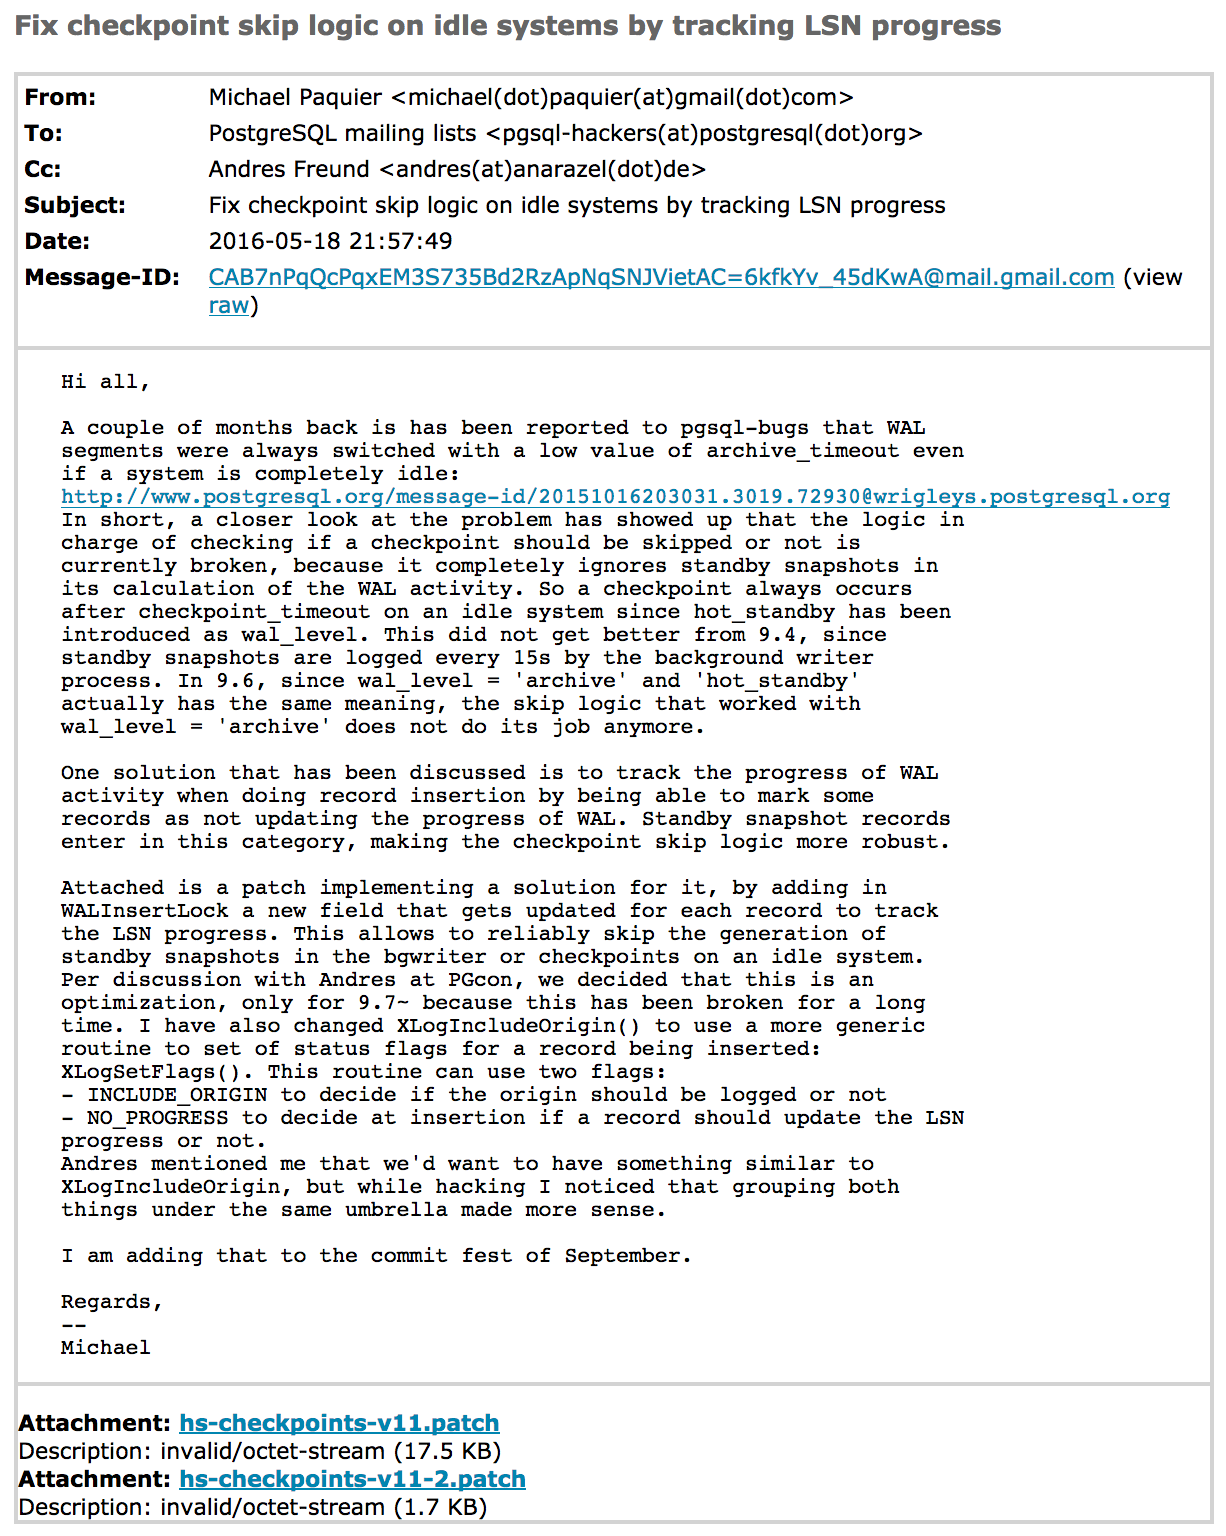 Fix checkpoint skip logic on idle systems by tracking LSN progress
From: Michael Paquier <michael(dot)paquier(at)gmail(dot)com>
To: PostgreSQL mailing lists <pgsql-hackers(at)postgresql(dot)org>
Cc: Andres Freund <andres(at)anarazel(dot)de>
Subject: Fix checkpoint skip logic on idle systems by tracking LSN progress
Date: 2016-05-18 21:57:49
Message-ID: CAB7nPqQcPqxEM3S735Bd2RzApNqSNJVietAC=6kfkYv_45dKwA@mail.gmail.com (view
raw)
Hi all,
A couple of months back is has been reported to pgsql-bugs that WAL
segments were always switched with a low value of archive_timeout even
if a system is completely idle:
http://www.postgresql.org/message-id/20151016203031.3019.72930@wrigleys.postgresql.org
In short, a closer look at the problem has showed up that the logic in
charge of checking if a checkpoint should be skipped or not is
currently broken, because it completely ignores standby snapshots in
its calculation of the WAL activity. So a checkpoint always occurs
after checkpoint_timeout on an idle system since hot_standby has been
introduced as wal_level. This did not get better from 9.4, since
standby snapshots are logged every 15s by the background writer
process. In 9.6, since wal_level = 'archive' and 'hot_standby'
actually has the same meaning, the skip logic that worked with
wal_level = 'archive' does not do its job anymore.
One solution that has been discussed is to track the progress of WAL
activity when doing record insertion by being able to mark some
records as not updating the progress of WAL. Standby snapshot records
enter in this category, making the checkpoint skip logic more robust.
Attached is a patch implementing a solution for it, by adding in
WALInsertLock a new field that gets updated for each record to track
the LSN progress. This allows to reliably skip the generation of
standby snapshots in the bgwriter or checkpoints on an idle system.
Per discussion with Andres at PGcon, we decided that this is an
optimization, only for 9.7~ because this has been broken for a long
time. I have also changed XLogIncludeOrigin() to use a more generic
routine to set of status flags for a record being inserted:
XLogSetFlags(). This routine can use two flags:
- INCLUDE_ORIGIN to decide if the origin should be logged or not
- NO_PROGRESS to decide at insertion if a record should update the LSN
progress or not.
Andres mentioned me that we'd want to have something similar to
XLogIncludeOrigin, but while hacking I noticed that grouping both
things under the same umbrella made more sense.
I am adding that to the commit fest of September.
Regards,
--
Michael
Attachment: hs-checkpoints-v11.patch
Description: invalid/octet-stream (17.5 KB)
Attachment: hs-checkpoints-v11-2.patch
Description: invalid/octet-stream (1.7 KB)